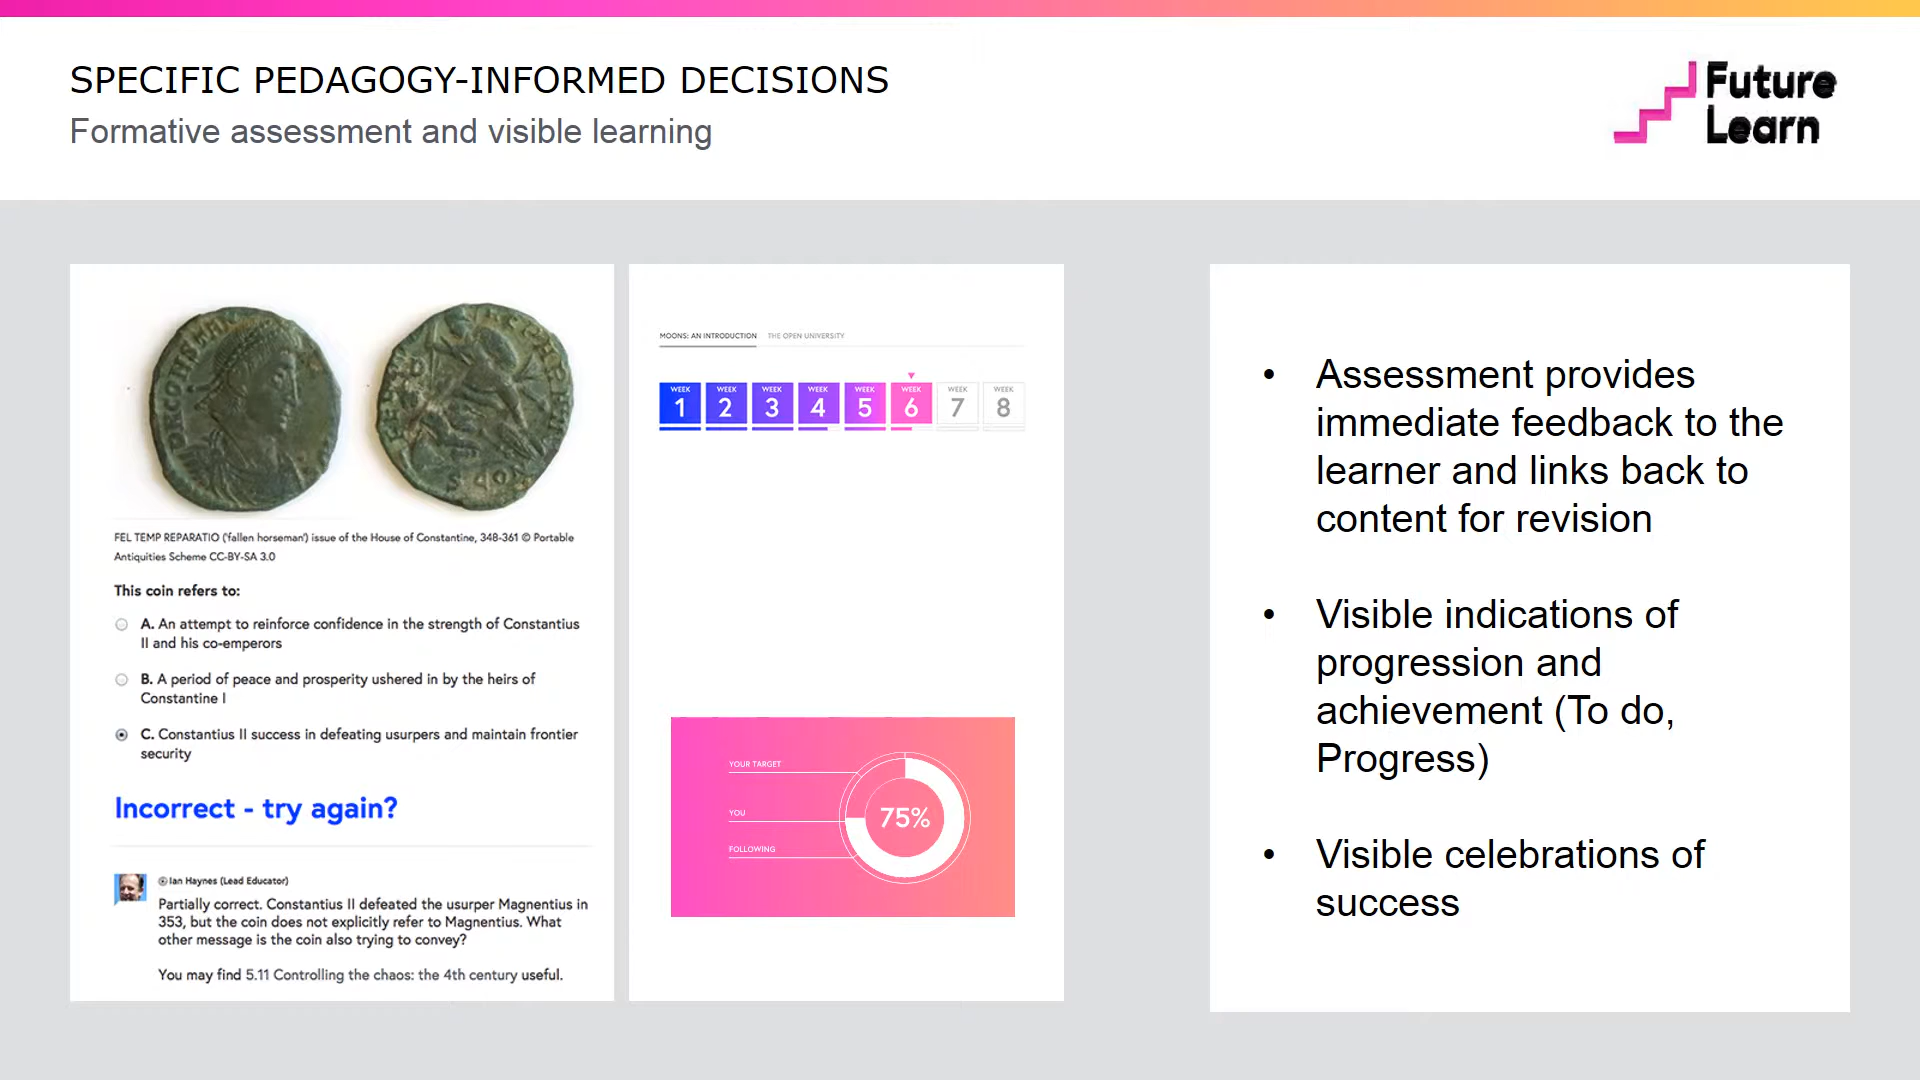 SPECIFIC PEDAGOGY-INFORMED DECISIONS
Formative assessment and visible learning
Future
Learn
FEL TEMP REPARATIO ('fallen horseman') issue of the House of Constantine, 348-361 © Portable
Antiquities Scheme CC-BY-SA 3.0
This coin refers to:
A. An attempt to reinforce confidence in the strength of Constantius
II and his co-emperors
B. A period of peace and prosperity ushered in by the heirs of
Constantine I
C. Constantius II success in defeating usurpers and maintain frontier
security
Incorrect - try again?
Ian Haynes (Lead Educator)
Partially correct. Constantius II defeated the usurper Magnentius in
353, but the coin does not explicitly refer to Magnentius. What
other message is the coin also trying to convey?
You may find 5.11 Controlling the chaos: the 4th century useful.
MOONS: AN INTRODUCTION THE OPEN UNIVERSITY
WEEK WEEK WEEK WEEK WEEK WEEK WEEK WEEK
1 2 3 4 5 6 7 8
YOUR TARGET
YOU
FOLLOWING
75%
• Assessment provides
immediate feedback to the
learner and links back to
content for revision
• Visible indications of
progression and
achievement (To do,
Progress)
• Visible celebrations of
success